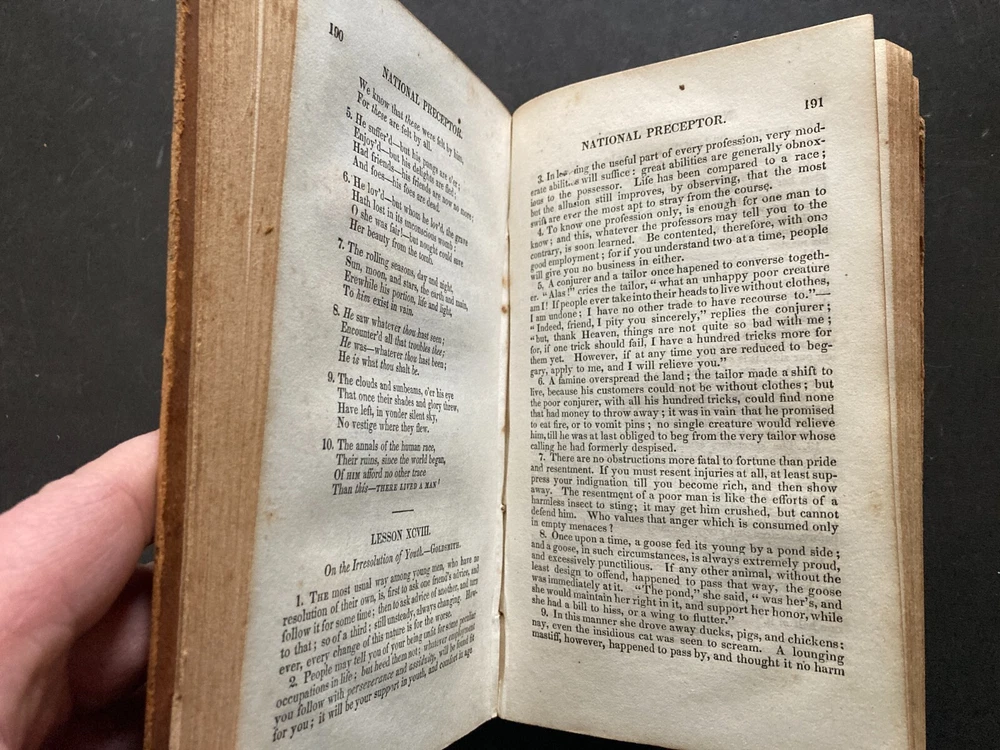 190
NATIONAL PRECEPTOR.
We know that these were felt by him,
For these are felt by all.
5. He suffer'd—but his pangs are o'er;
Enjoy'd—but his delights are fled;
Had friends—his friends are now no more;
And foes—his foes are dead.
6. He lov'd—but whom he lov'd, the grave
Hath lost in its unconscious womb;
O she was fair!—but nought could save
Her beauty from the tomb.
7. The rolling seasons, day and night,
Sun, moon, and stars, the earth and main,
Erewhile his portion, life and light,
To him exist in vain.
8. He saw whatever thou hast seen;
Encounter'd all that troubles thee;
He was—whatever thou hast been;
He is what thou shalt be.
9. The clouds and sunbeams, o'er his eye
That once their shades and glory threw,
Have left, in yonder silent sky,
No vestige where they flew.
10. The annals of the human race,
Their ruins, since the world began,
Of HIM afford no other trace
Than this—THERE LIVED A MAN!
LESSON XCVIII.
On the Irresolution of Youth.—GOLDSMITH.
1. THE most usual way among young men, who have no
resolution of their own, is, first to ask one friend's advice, and
follow it for some time; then to ask advice of another, and turn
to that; so of a third; still unsteady, always changing. How-
ever, every change of this nature is for the worse.
2. People may tell you of your being unfit for some peculiar
occupations in life; but heed them not; whatever employment
you follow with perseverance and assiduity, will be found fit
for you; it will be your support in youth, and comfort in age
191
NATIONAL PRECEPTOR.
3. In learning the useful part of every profession, very mod-
erate abilities will suffice: great abilities are generally obnox-
ious to the possessor. Life has been compared to a race;
but the allusion still improves, by observing, that the most
swift are ever the most apt to stray from the course.
4. To know one profession only, is enough for one man to
know; and this, whatever the professors may tell you to the
contrary, is soon learned. Be contented, therefore, with one
good employment; for if you understand two at a time, people
will give you no business in either.
5. A conjurer and a tailor once hapened to converse togeth-
er. "Alas!" cries the tailor, "what an unhappy poor creature
am I! If people ever take into their heads to live without clothes,
I am undone; I have no other trade to have recourse to."—
"Indeed, friend, I pity you sincerely," replies the conjurer;
"but, thank Heaven, things are not quite so bad with me;
for, if one trick should fail, I have a hundred tricks more for
them yet. However, if at any time you are reduced to beg-
gary, apply to me, and I will relieve you."
6. A famine overspread the land; the tailor made a shift to
live, because his customers could not be without clothes; but
the poor conjurer, with all his hundred tricks, could find none
that had money to throw away; it was in vain that he promised
to eat fire, or to vomit pins; no single creature would relieve
him, till he was at last obliged to beg from the very tailor whose
calling he had formerly despised.
7. There are no obstructions more fatal to fortune than pride
and resentment. If you must resent injuries at all, at least sup-
press your indignation till you become rich, and then show
away. The resentment of a poor man is like the efforts of a
harmless insect to sting; it may get him crushed, but cannot
defend him. Who values that anger which is consumed only
in empty menaces?
8. Once upon a time, a goose fed its young by a pond side;
and a goose, in such circumstances, is always extremely proud,
and excessively punctilious. If any other animal, without the
least design to offend, happened to pass that way, the goose
was immediately at it. "The pond," she said, "was her's, and
she would maintain her right in it, and support her honor, while
she had a bill to hiss, or a wing to flutter."
9. In this manner she drove away ducks, pigs, and chickens:
nay, even the insidious cat was seen to scream. A lounging
mastiff, however, happened to pass by, and thought it no harm